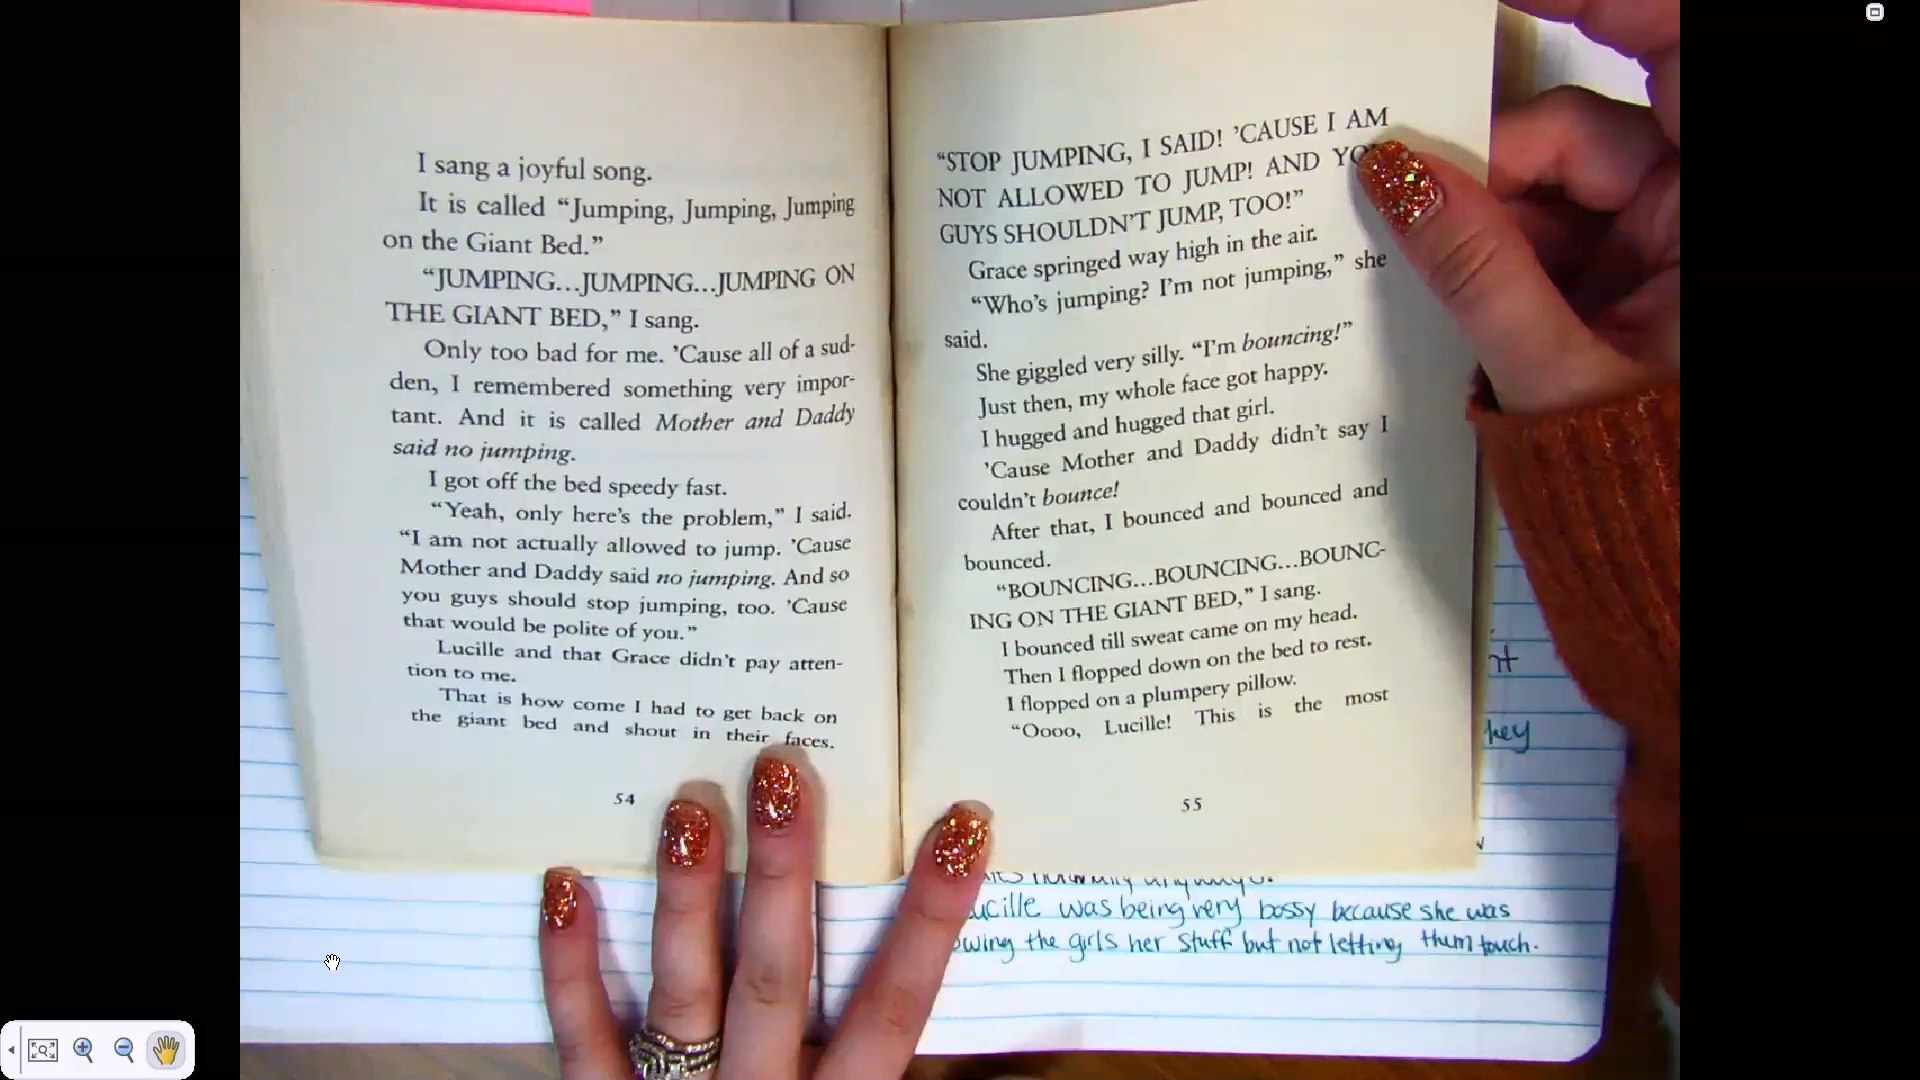 I sang a joyful song.
It is called “Jumping, Jumping, Jumping
on the Giant Bed.”
“JUMPING...JUMPING...JUMPING ON
THE GIANT BED,” I sang.
Only too bad for me. ’Cause all of a sud-
den, I remembered something very impor-
tant. And it is called Mother and Daddy
said no jumping.
I got off the bed speedy fast.
“Yeah, only here’s the problem,” I said.
“I am not actually allowed to jump. ’Cause
Mother and Daddy said no jumping. And so
you guys should stop jumping, too. ’Cause
that would be polite of you.”
Lucille and that Grace didn’t pay atten-
tion to me.
That is how come I had to get back on
the giant bed and shout in their faces.
54
“STOP JUMPING, I SAID! ’CAUSE I AM
NOT ALLOWED TO JUMP! AND
GUYS SHOULDN’T JUMP, TOO!”
Grace springed way high in the air.
“Who’s jumping? I’m not jumping,” she
said.
She giggled very silly. “I’m bouncing!”
Just then, my whole face got happy.
I hugged and hugged that girl.
’Cause Mother and Daddy didn’t say I
couldn’t bounce!
After that, I bounced and bounced and
bounced.
“BOUNCING...BOUNCING...BOUNC-
ING ON THE GIANT BED,” I sang.
I bounced till sweat came on my head.
Then I flopped down on the bed to rest.
I flopped on a plumpery pillow.
“Oooo, Lucille! This is the most
55
was being very bossy because she was
the girls her stuff but not letting them touch.